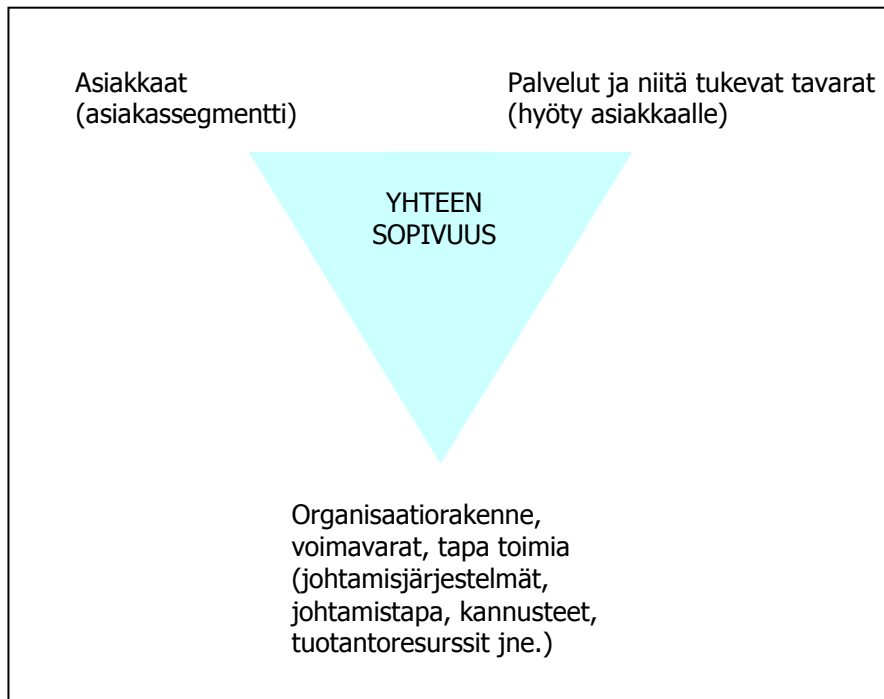 Asiakkaat
(asiakassegmentti)
Palvelut ja niitä tukevat tavarat
(hyöty asiakkaalle)
YHTEEN
SOPIVUUS
Organisaatiorakenne,
voimavarat, tapa toimia
(johtamisjärjestelmät,
johtamistapa, kannusteet,
tuotantoresurssit jne.)